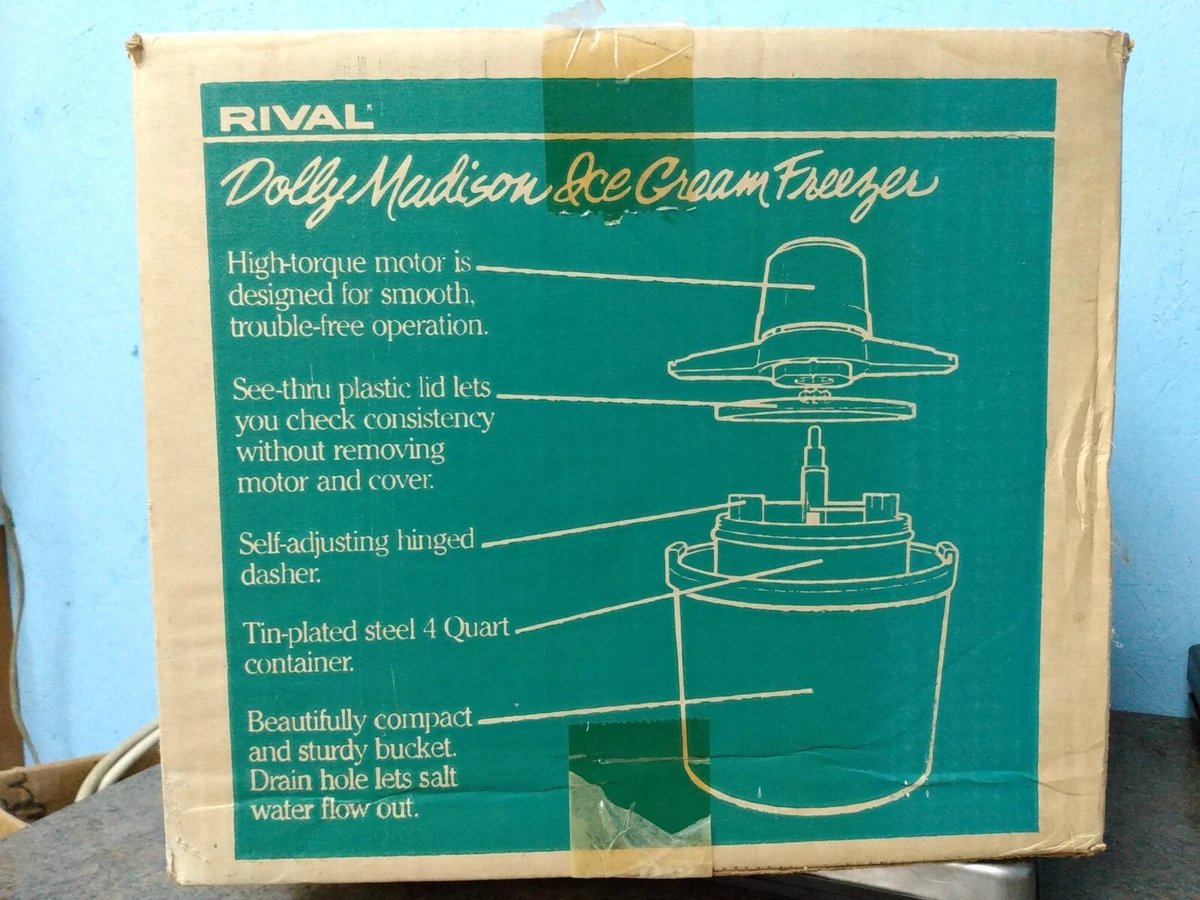 RIVAL
Dolly Madison Ice Cream Freezer
High-torque motor is
designed for smooth,
trouble-free operation.
See-thru plastic lid lets
you check consistency
without removing
motor and cover.
Self-adjusting hinged
dasher.
Tin-plated steel 4 Quart
container.
Beautifully compact
and sturdy bucket.
Drain hole lets salt
water flow out.